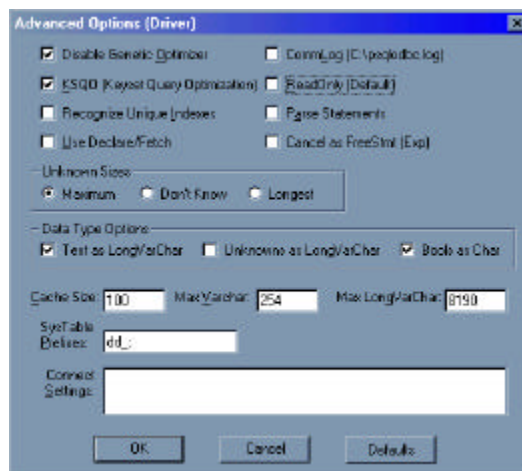 Advanced Options (Driver)
Disable Genetic Optimizer
CommLog (C:\psqlodbc.log)
KSQO (Keyset Query Optimization)
ReadOnly (Default)
Recognize Unique Indexes
Parse Statements
Use Declare/Fetch
Cancel as FreeStmt (Exp)
Unknown Sizes
Maximum
Don't Know
Longest
Data Type Options
Text as LongVarChar
Unknowns as LongVarChar
Bools as Char
Cache Size: 100
Max Varchar: 254
Max LongVarChar: 8190
SysTable
Prefixes: dd_;
Connect
Settings:
OK
Cancel
Defaults